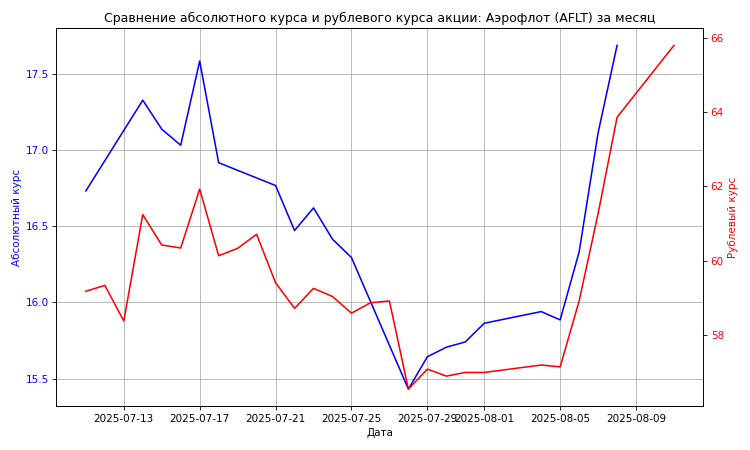 Сравнение абсолютного курса и рублевого курса акции: Аэрофлот (AFLT) за месяц
Абсолютный курс
17.5
17.0
16.5
16.0
15.5
66
64
62
60
58
Рублевый курс
2025-07-13 2025-07-17 2025-07-21 2025-07-25 2025-07-29 2025-08-01 2025-08-05 2025-08-09
Дата